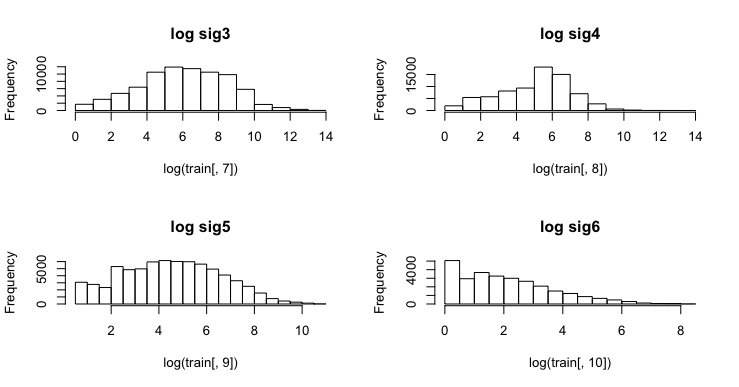 log sig3
log sig4
Frequency
0
10000
Frequency
0
15000
0 2 4 6 8 10 12 14
0 2 4 6 8 10 12 14
log(train[, 7])
log(train[, 8])
log sig5
log sig6
Frequency
0
5000
Frequency
0
4000
2 4 6 8 10
0 2 4 6 8
log(train[, 9])
log(train[, 10])